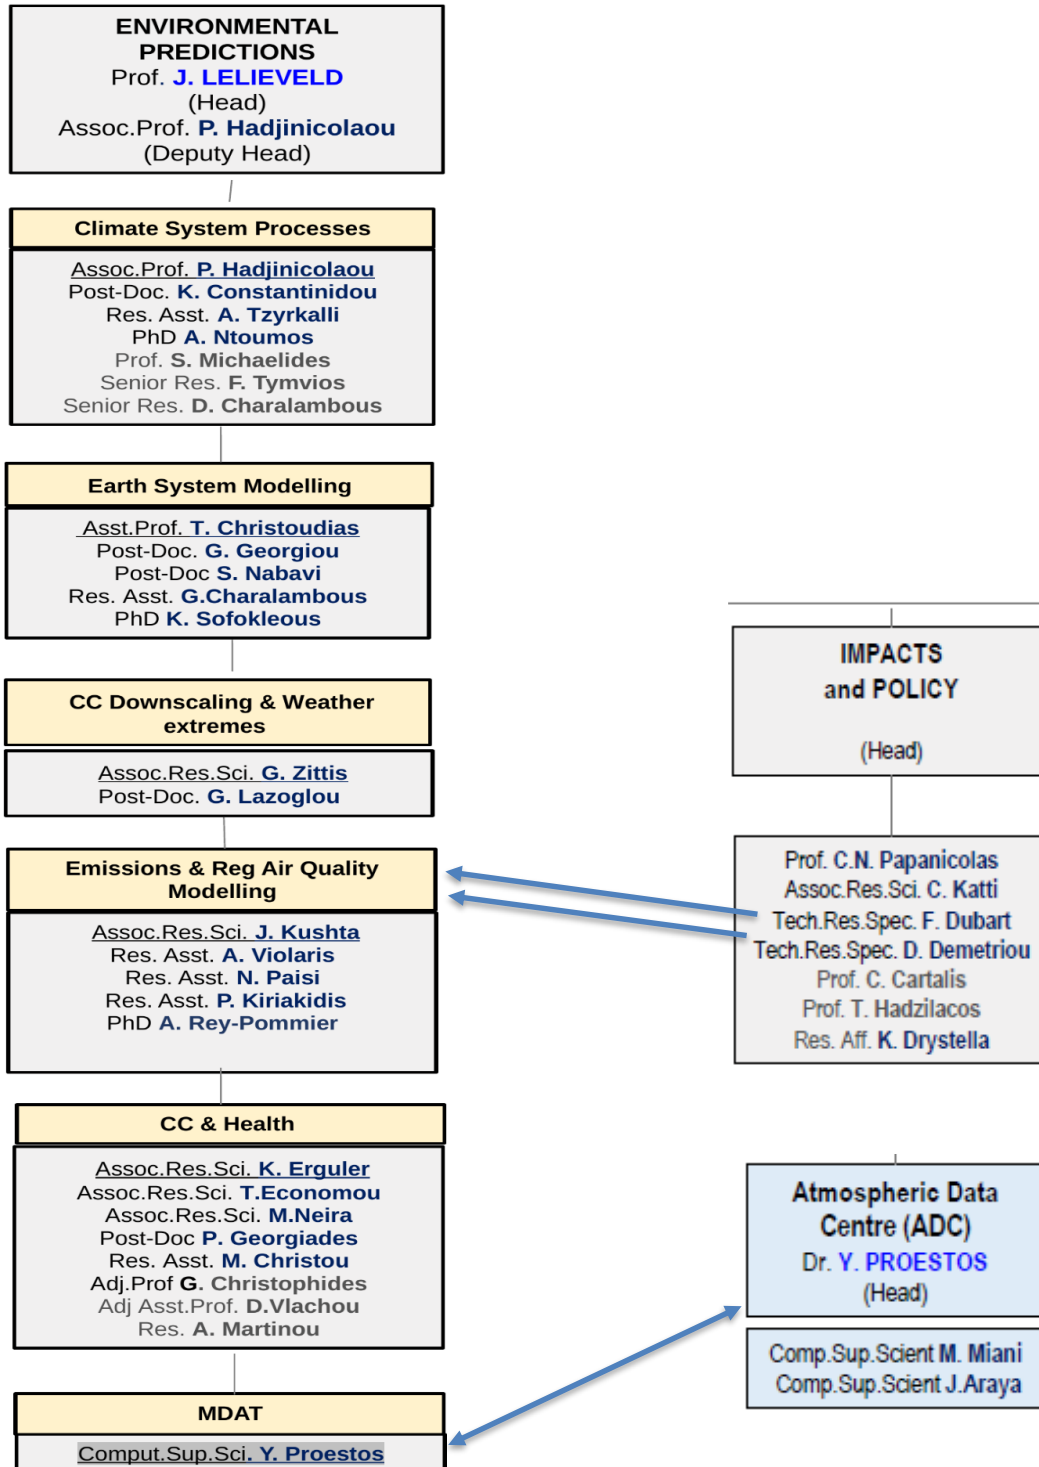 ENVIRONMENTAL
PREDICTIONS
Prof. J. LELIEVELD
(Head)
Assoc.Prof. P. Hadjinicolaou
(Deputy Head)
Climate System Processes
Assoc.Prof. P. Hadjinicolaou
Post-Doc. K. Constantinidou
Res. Asst. A. Tzyrkalli
PhD A. Ntoumos
Prof. S. Michaelides
Senior Res. F. Tymvios
Senior Res. D. Charalambous
Earth System Modelling
Asst.Prof. T. Christoudias
Post-Doc. G. Georgiou
Post-Doc S. Nabavi
Res. Asst. G.Charalambous
PhD K. Sofokleous
CC Downscaling & Weather
extremes
Assoc.Res.Sci. G. Zittis
Post-Doc. G. Lazoglou
Emissions & Reg Air Quality
Modelling
Assoc.Res.Sci. J. Kushta
Res. Asst. A. Violaris
Res. Asst. N. Paisi
Res. Asst. P. Kiriakidis
PhD A. Rey-Pommier
CC & Health
Assoc.Res.Sci. K. Erguler
Assoc.Res.Sci. T.Economou
Assoc.Res.Sci. M.Neira
Post-Doc P. Georgiades
Res. Asst. M. Christou
Adj.Prof G. Christophides
Adj Asst.Prof. D.Vlachou
Res. A. Martinou
MDAT
Comput.Sup.Sci. Y. Proestos
IMPACTS
and POLICY
(Head)
Prof. C.N. Papanicolas
Assoc.Res.Sci. C. Katti
Tech.Res.Spec. F. Dubart
Tech.Res.Spec. D. Demetriou
Prof. C. Cartalis
Prof. T. Hadzilacos
Res. Aff. K. Drystella
Atmospheric Data
Centre (ADC)
Dr. Y. PROESTOS
(Head)
Comp.Sup.Scient M. Miani
Comp.Sup.Scient J.Araya